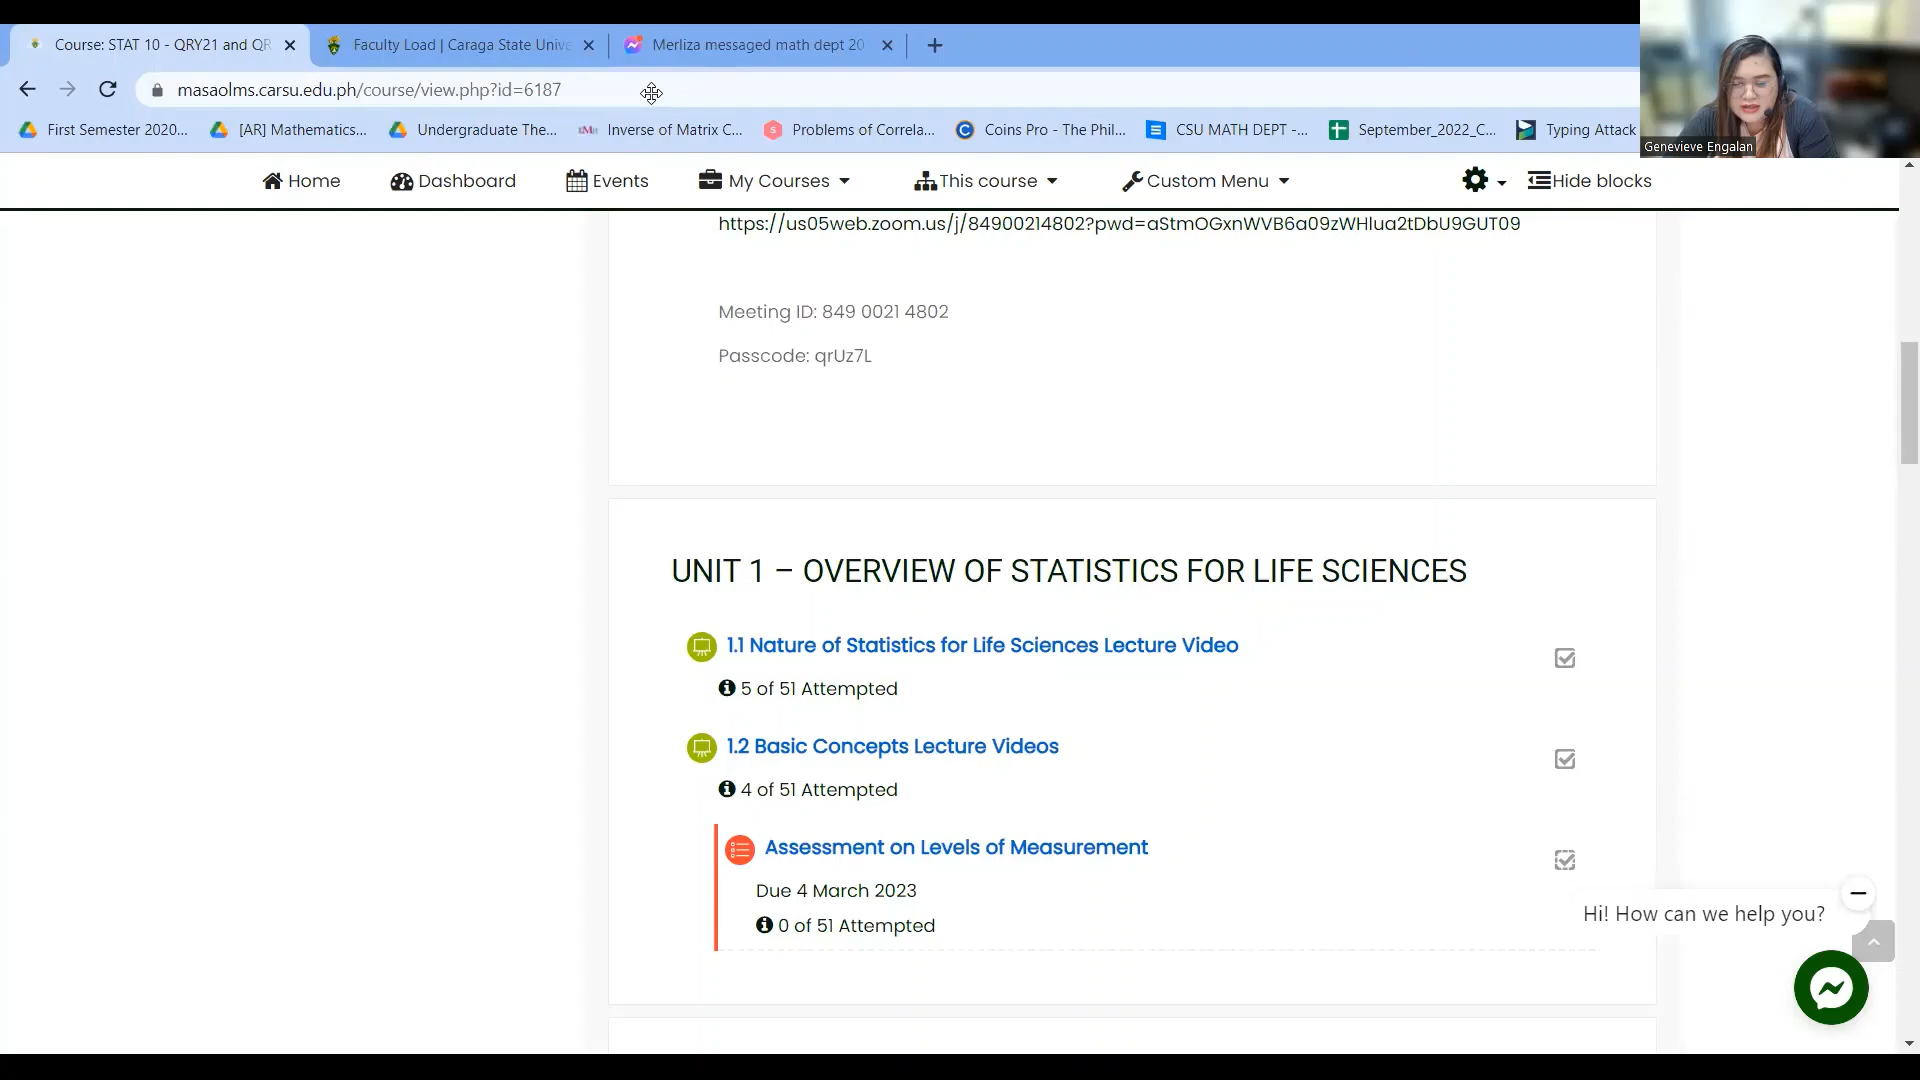 Course: STAT 10 - QRY21 and QR
Faculty Load | Caraga State Unive
Merliza messaged math dept 20
masaolms.carsu.edu.ph/course/view.php?id=6187
First Semester 2020...
[AR] Mathematics...
Undergraduate The...
Inverse of Matrix C...
Problems of Correla...
Coins Pro - The Phil...
CSU MATH DEPT -...
September_2022_C...
Typing Attack
Genevieve Engalan
Home
Dashboard
Events
My Courses
This course
Custom Menu
Hide blocks
https://us05web.zoom.us/j/84900214802?pwd=aStmOGxnWVB6a09zWHlua2tDbU9GUT09
Meeting ID: 849 0021 4802
Passcode: qrUz7L
UNIT 1 – OVERVIEW OF STATISTICS FOR LIFE SCIENCES
1.1 Nature of Statistics for Life Sciences Lecture Video
5 of 51 Attempted
1.2 Basic Concepts Lecture Videos
4 of 51 Attempted
Assessment on Levels of Measurement
Due 4 March 2023
0 of 51 Attempted
Hi! How can we help you?